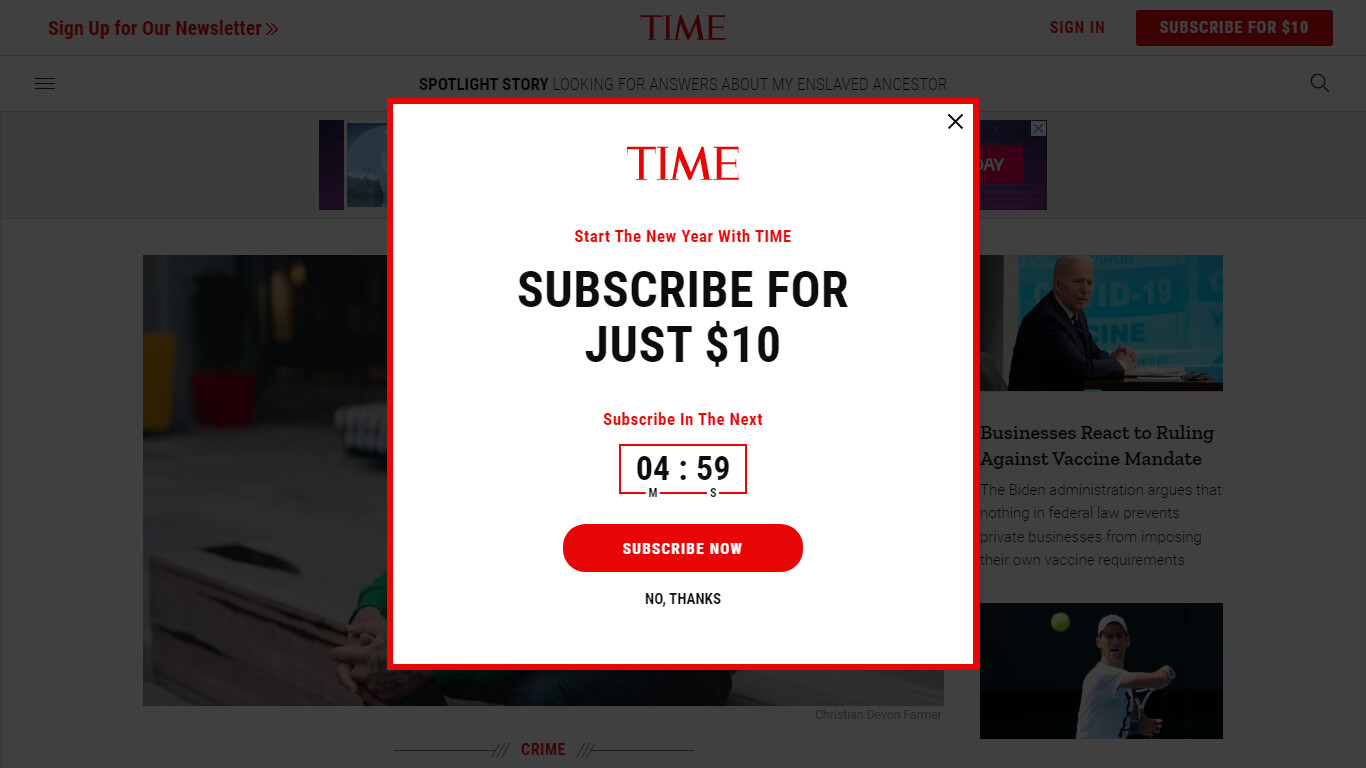 Sign Up for Our Newsletter
TIME
SIGN IN
SUBSCRIBE FOR $10
SPOTLIGHT STORY LOOKING FOR ANSWERS ABOUT MY ENSLAVED ANCESTOR
TIME
Start The New Year With TIME
SUBSCRIBE FOR
JUST $10
Subscribe In The Next
04 : 59
M S
SUBSCRIBE NOW
NO, THANKS
COVID-19
Businesses React to Ruling
Against Vaccine Mandate
The Biden administration argues that
nothing in federal law prevents
private businesses from imposing
their own vaccine requirements
Christian Devon Farmer
CRIME